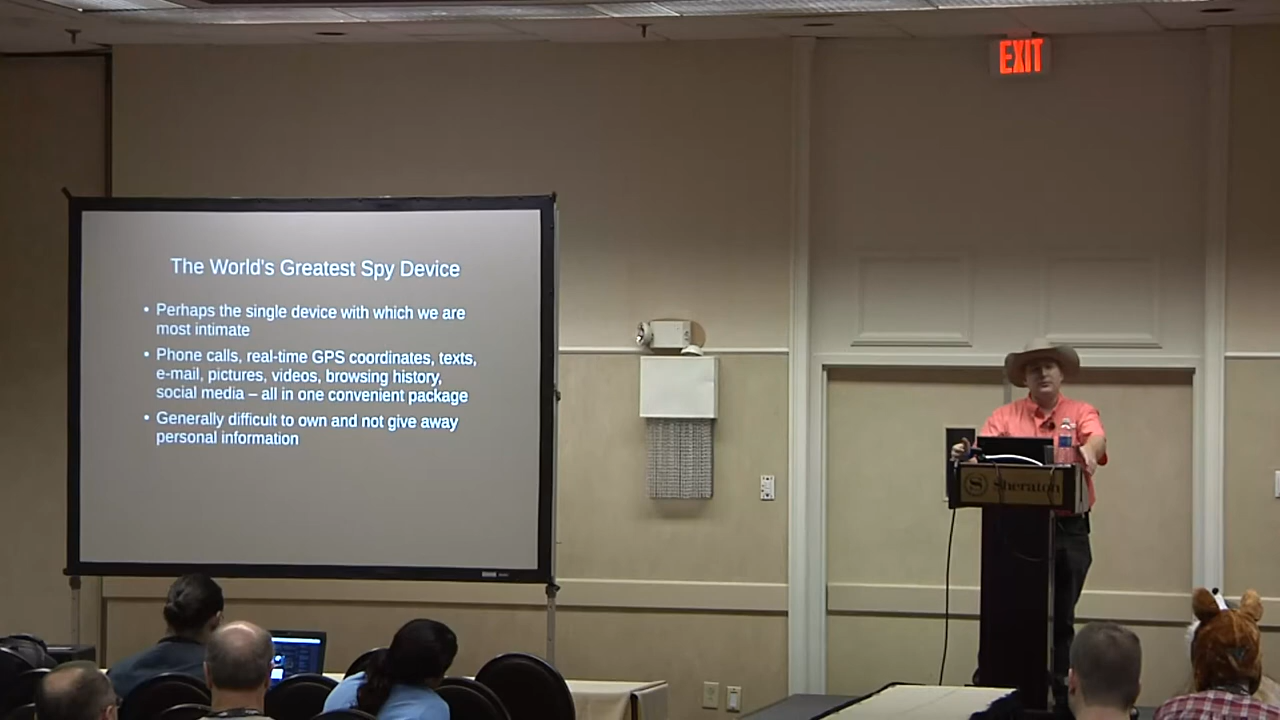 EXIT
The World's Greatest Spy Device
• Perhaps the single device with which we are
most intimate
• Phone calls, real-time GPS coordinates, texts,
e-mail, pictures, videos, browsing history,
social media – all in one convenient package
• Generally difficult to own and not give away
personal information
S Sheraton